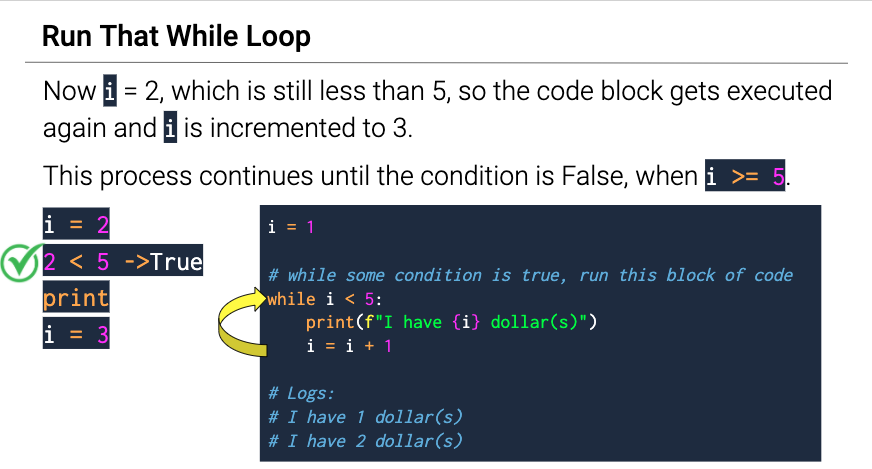 Run That While Loop
Now i = 2, which is still less than 5, so the code block gets executed
again and i is incremented to 3.
This process continues until the condition is False, when i >= 5.
i = 2
2 < 5 ->True
print
i = 3
i = 1
# while some condition is true, run this block of code
while i < 5:
    print(f"I have {i} dollar(s)")
    i = i + 1
# Logs:
# I have 1 dollar(s)
# I have 2 dollar(s)